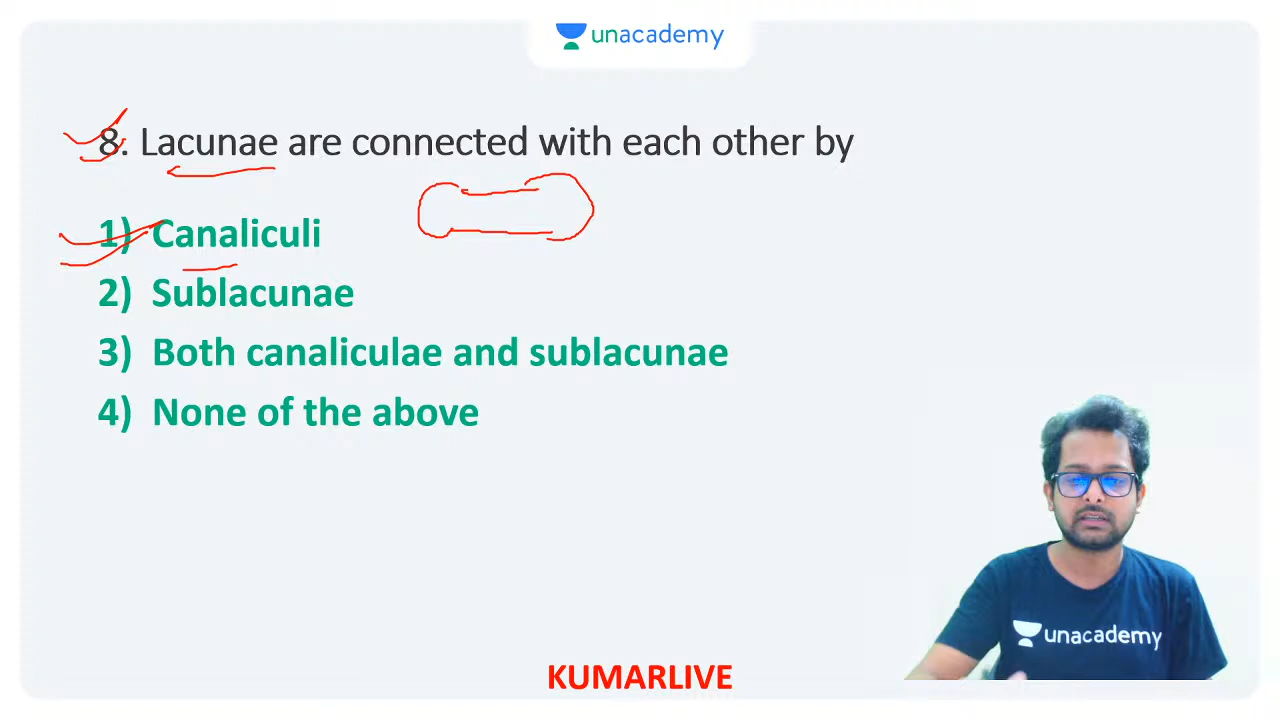 unacademy
8. Lacunae are connected with each other by
1) Canaliculi
2) Sublacunae
3) Both canaliculae and sublacunae
4) None of the above
unacademy
KUMARLIVE